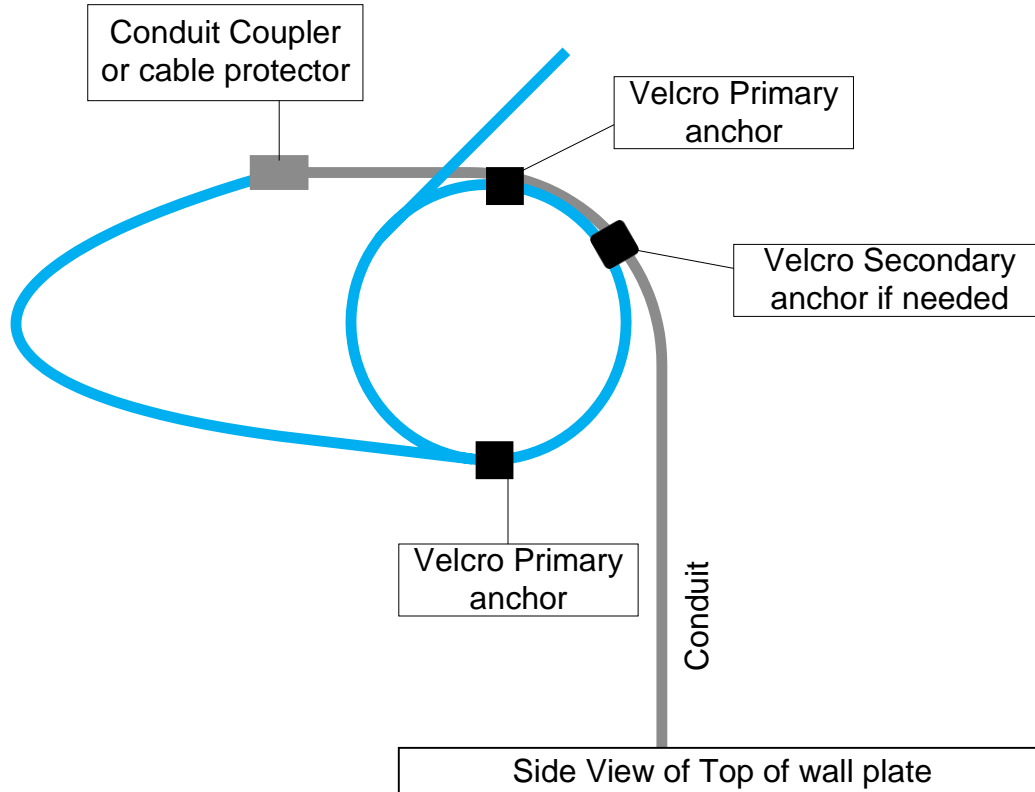 Conduit Coupler
or cable protector
Velcro Primary
anchor
Velcro Secondary
anchor if needed
Velcro Primary
anchor
Conduit
Side View of Top of wall plate